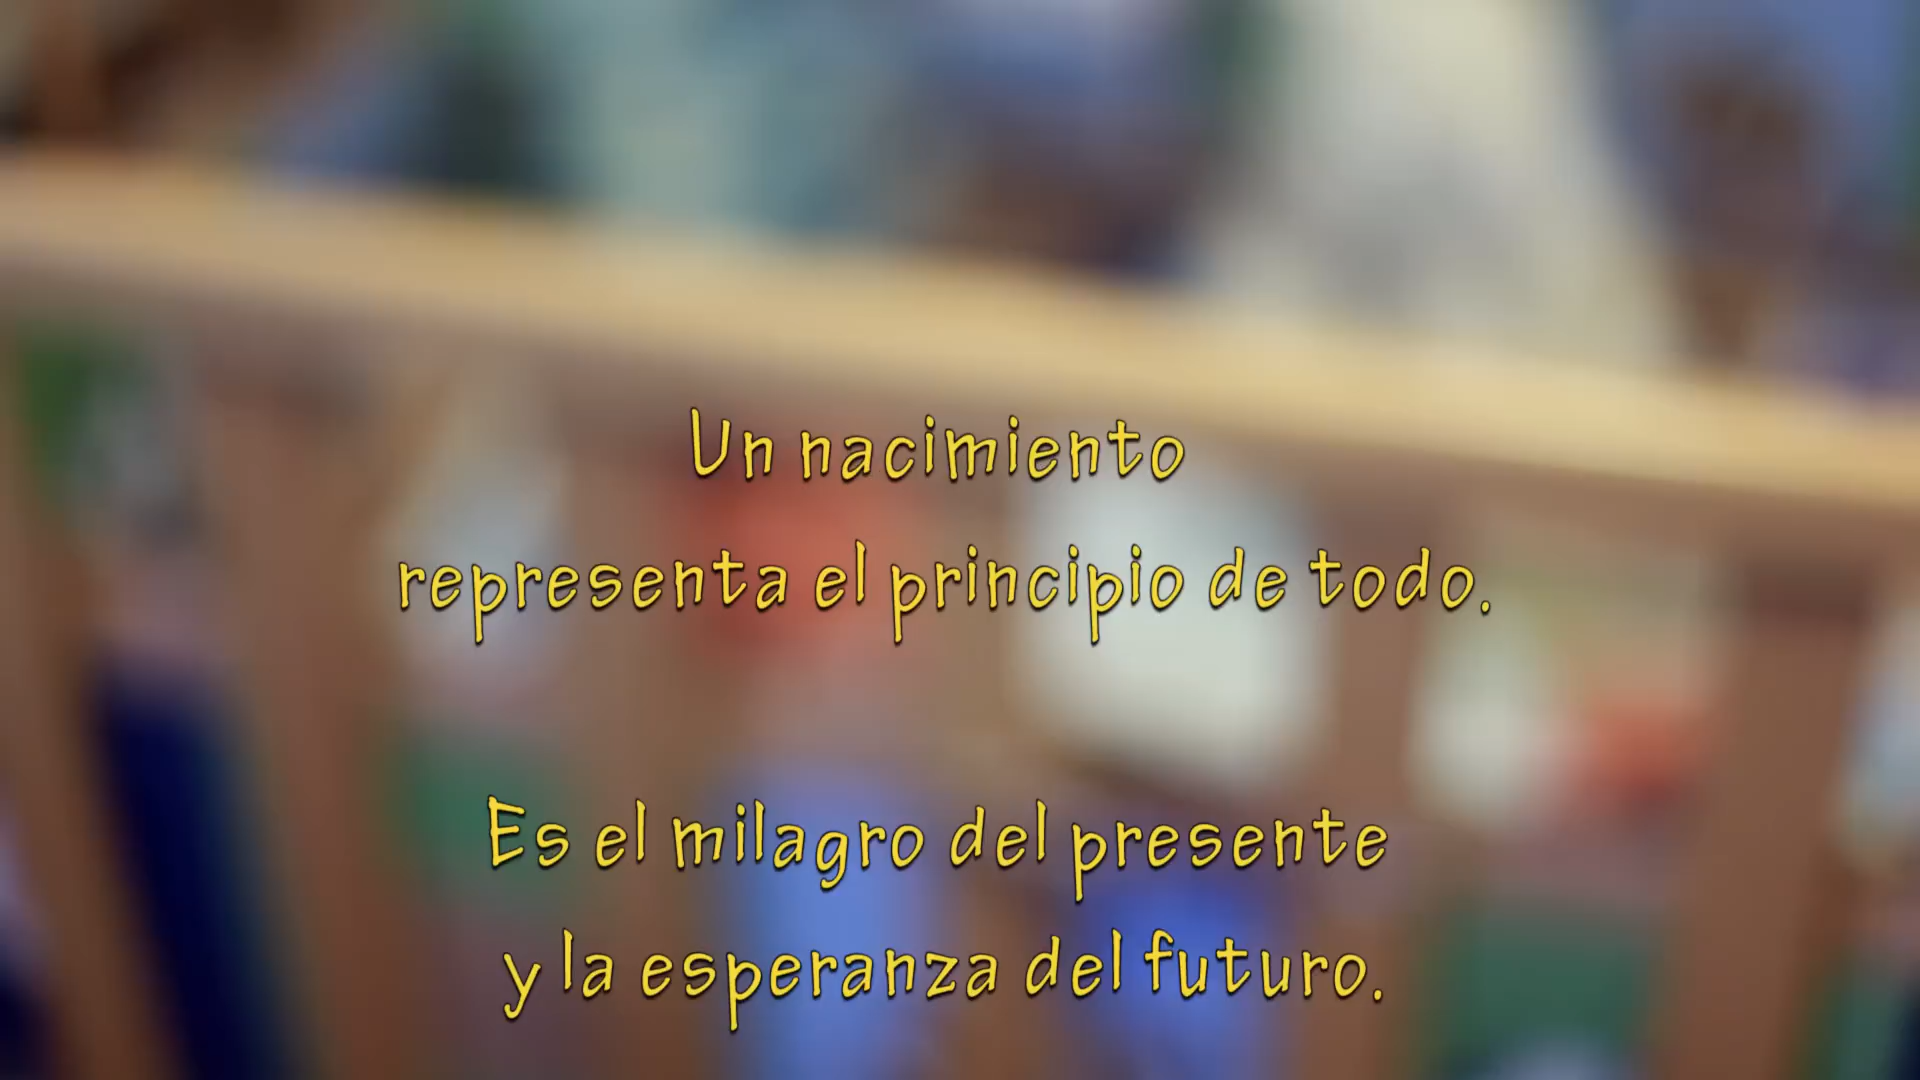 Un nacimiento
representa el principio de todo.
Es el milagro del presente
y la esperanza del futuro.